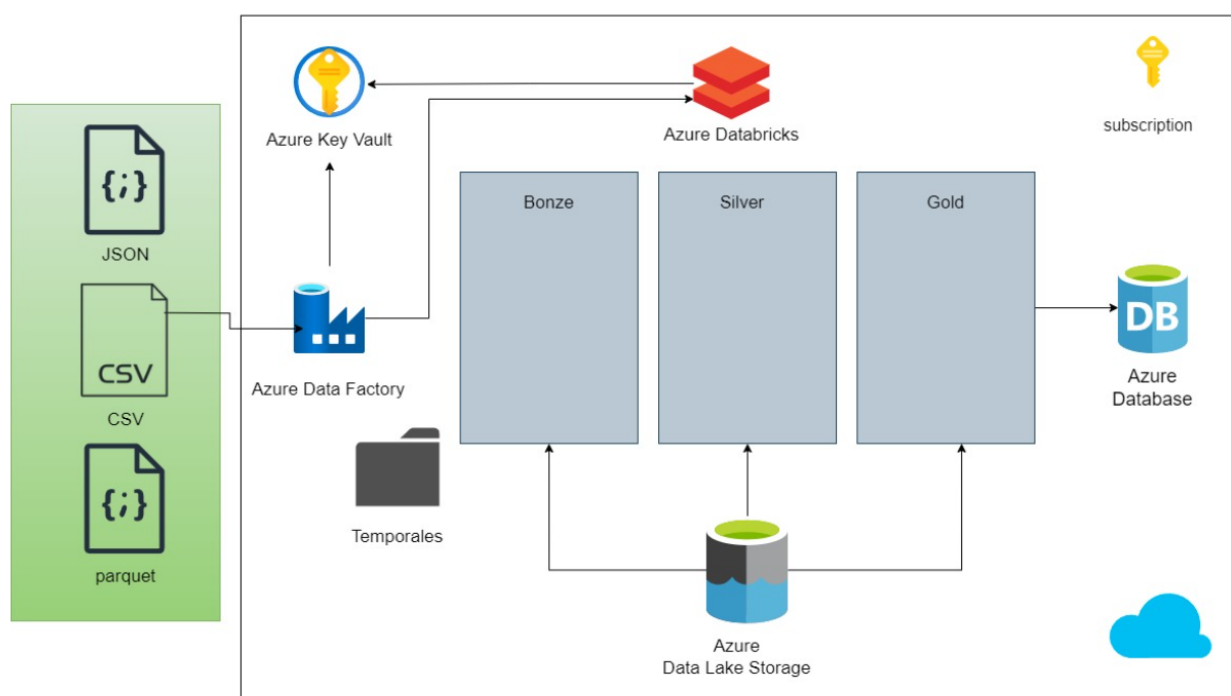 Azure Key Vault
Azure Databricks
subscription
{;}
JSON
Bonze
Silver
Gold
CSV
CSV
Azure Data Factory
DB
Azure
Database
{;}
parquet
Temporales
Azure
Data Lake Storage